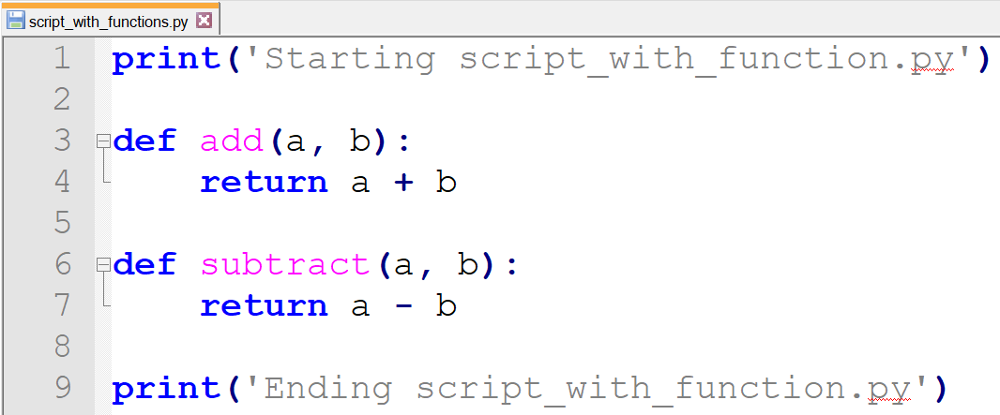 script_with_functions.py
1 print('Starting script_with_function.py')
2
3 def add(a, b):
4     return a + b
5
6 def subtract(a, b):
7     return a - b
8
9 print('Ending script_with_function.py')